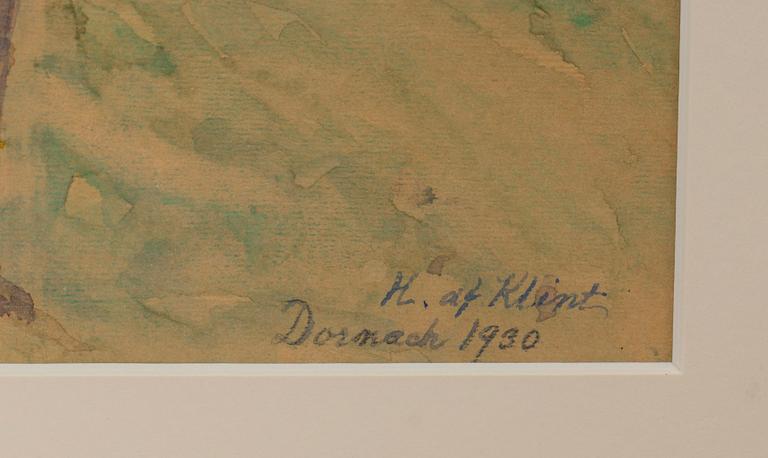 H. af Klint
Dornach 1930